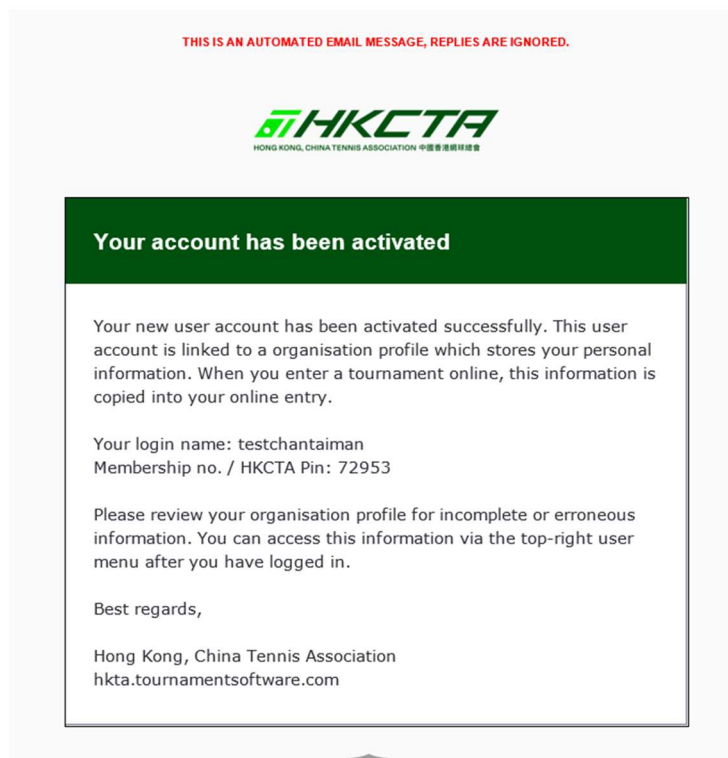 THIS IS AN AUTOMATED EMAIL MESSAGE, REPLIES ARE IGNORED.
HKCTA
HONG KONG, CHINA TENNIS ASSOCIATION 中國香港網球總會
Your account has been activated
Your new user account has been activated successfully. This user
account is linked to a organisation profile which stores your personal
information. When you enter a tournament online, this information is
copied into your online entry.
Your login name: testchantaiman
Membership no. / HKCTA Pin: 72953
Please review your organisation profile for incomplete or erroneous
information. You can access this information via the top-right user
menu after you have logged in.
Best regards,
Hong Kong, China Tennis Association
hkta.tournamentsoftware.com